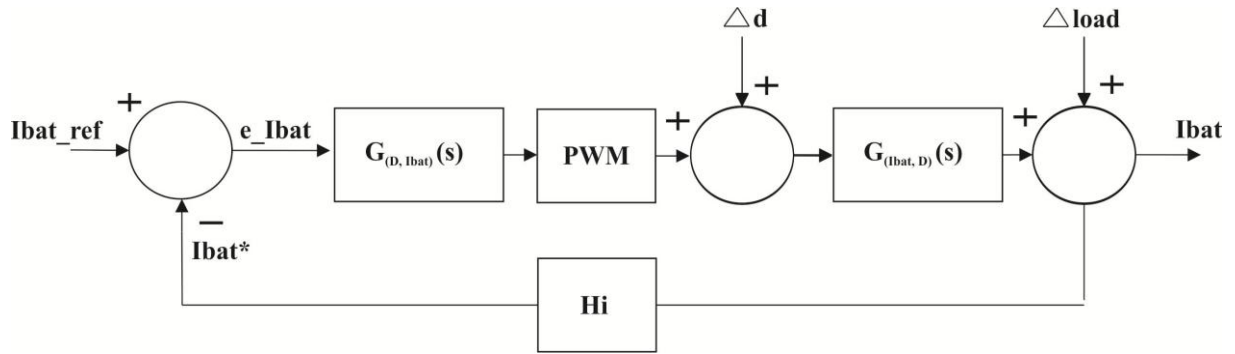 △d
△load
+
+
+
+
+
Ibat_ref
e_Ibat
G(D, Ibat)(s)
PWM
G(Ibat, D)(s)
Ibat
−
Ibat*
Hi